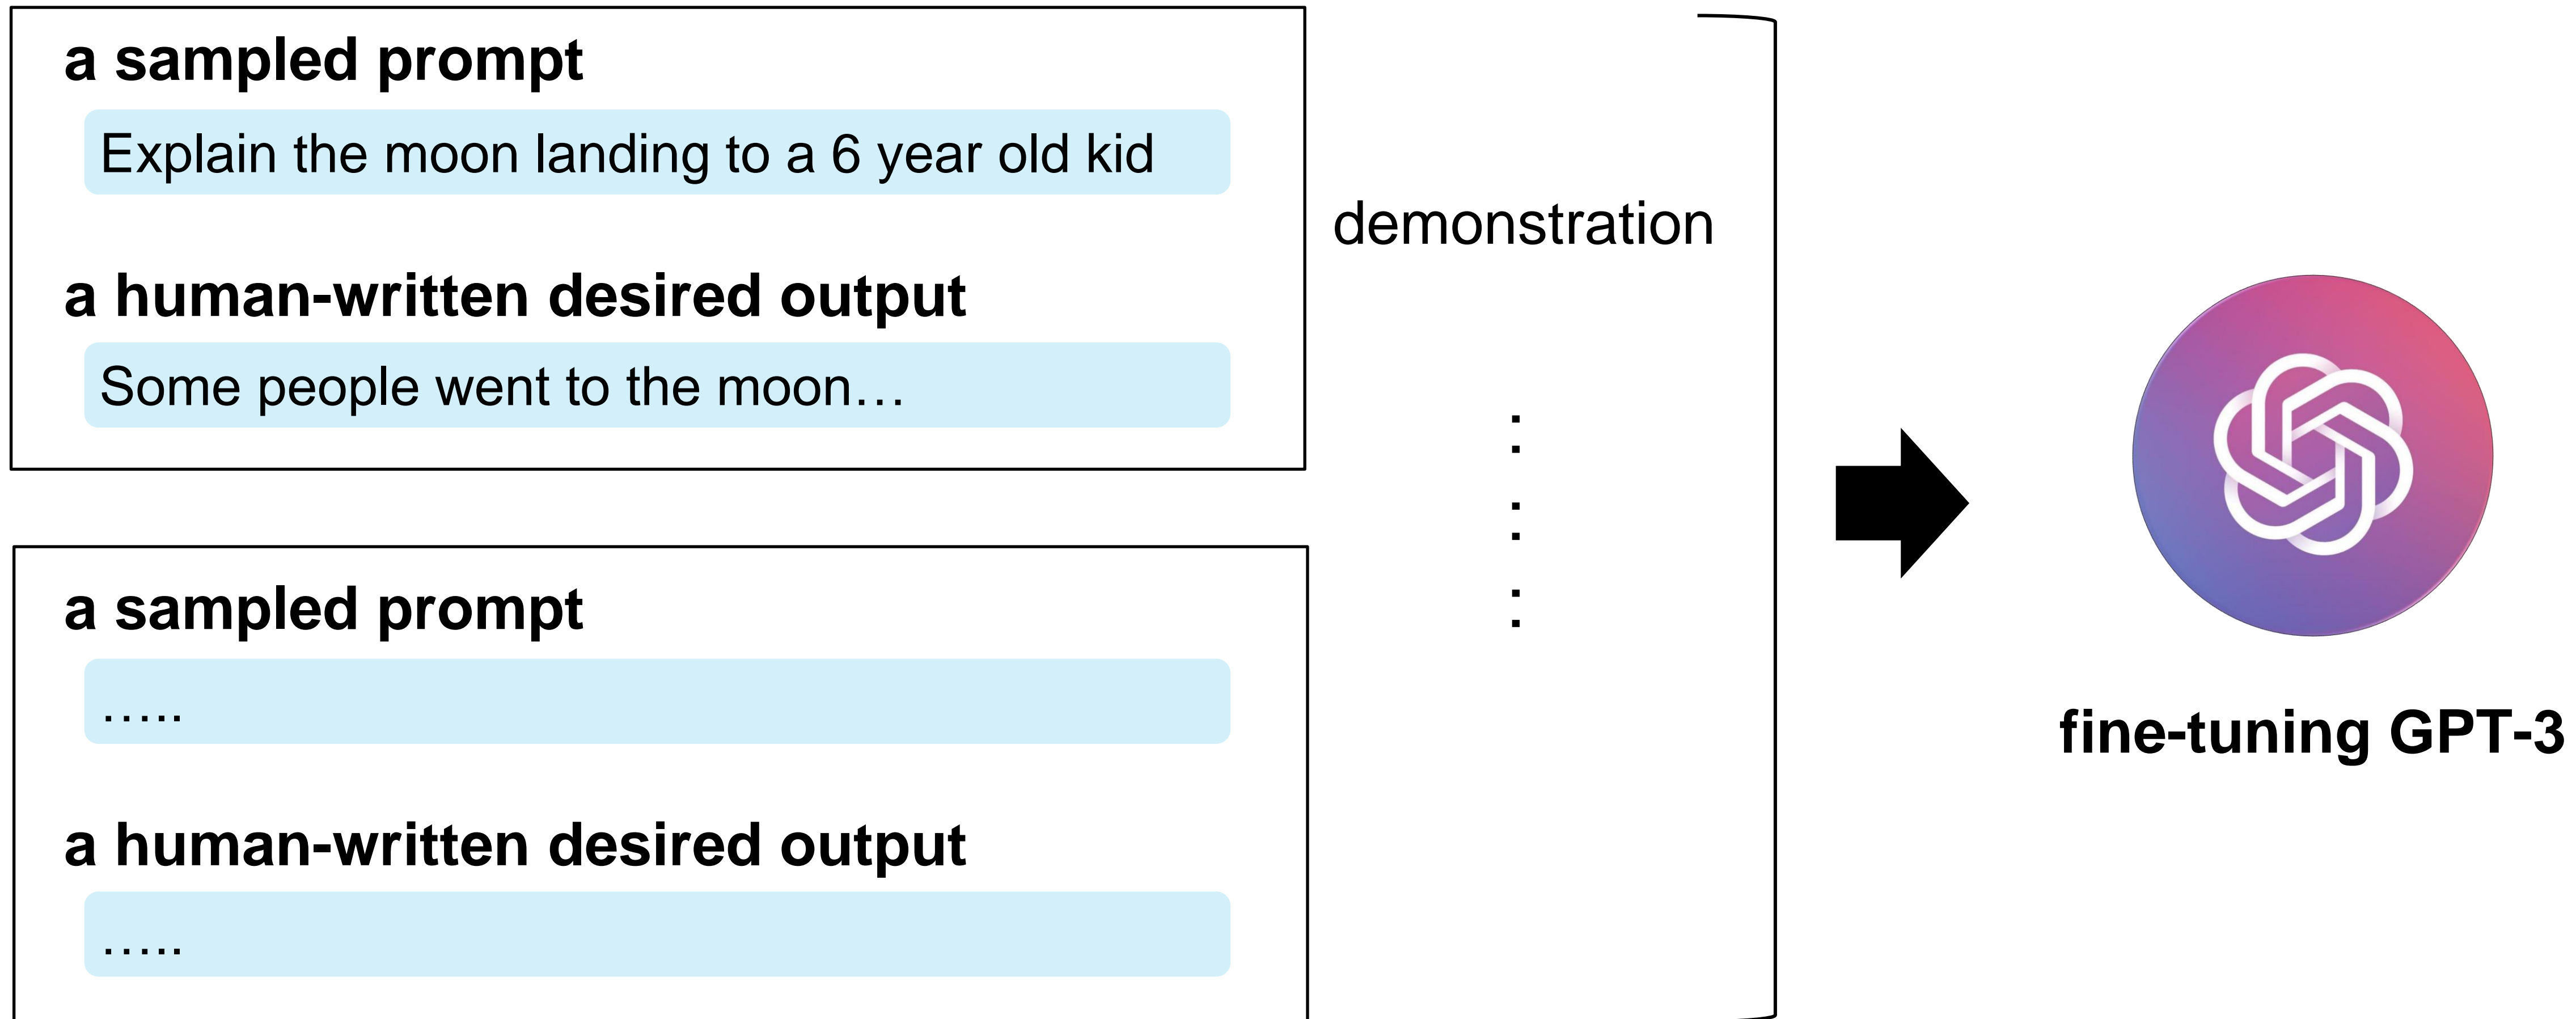 a sampled prompt
Explain the moon landing to a 6 year old kid
a human-written desired output
Some people went to the moon…
demonstration
:
:
:
a sampled prompt
…..
a human-written desired output
…..
fine-tuning GPT-3